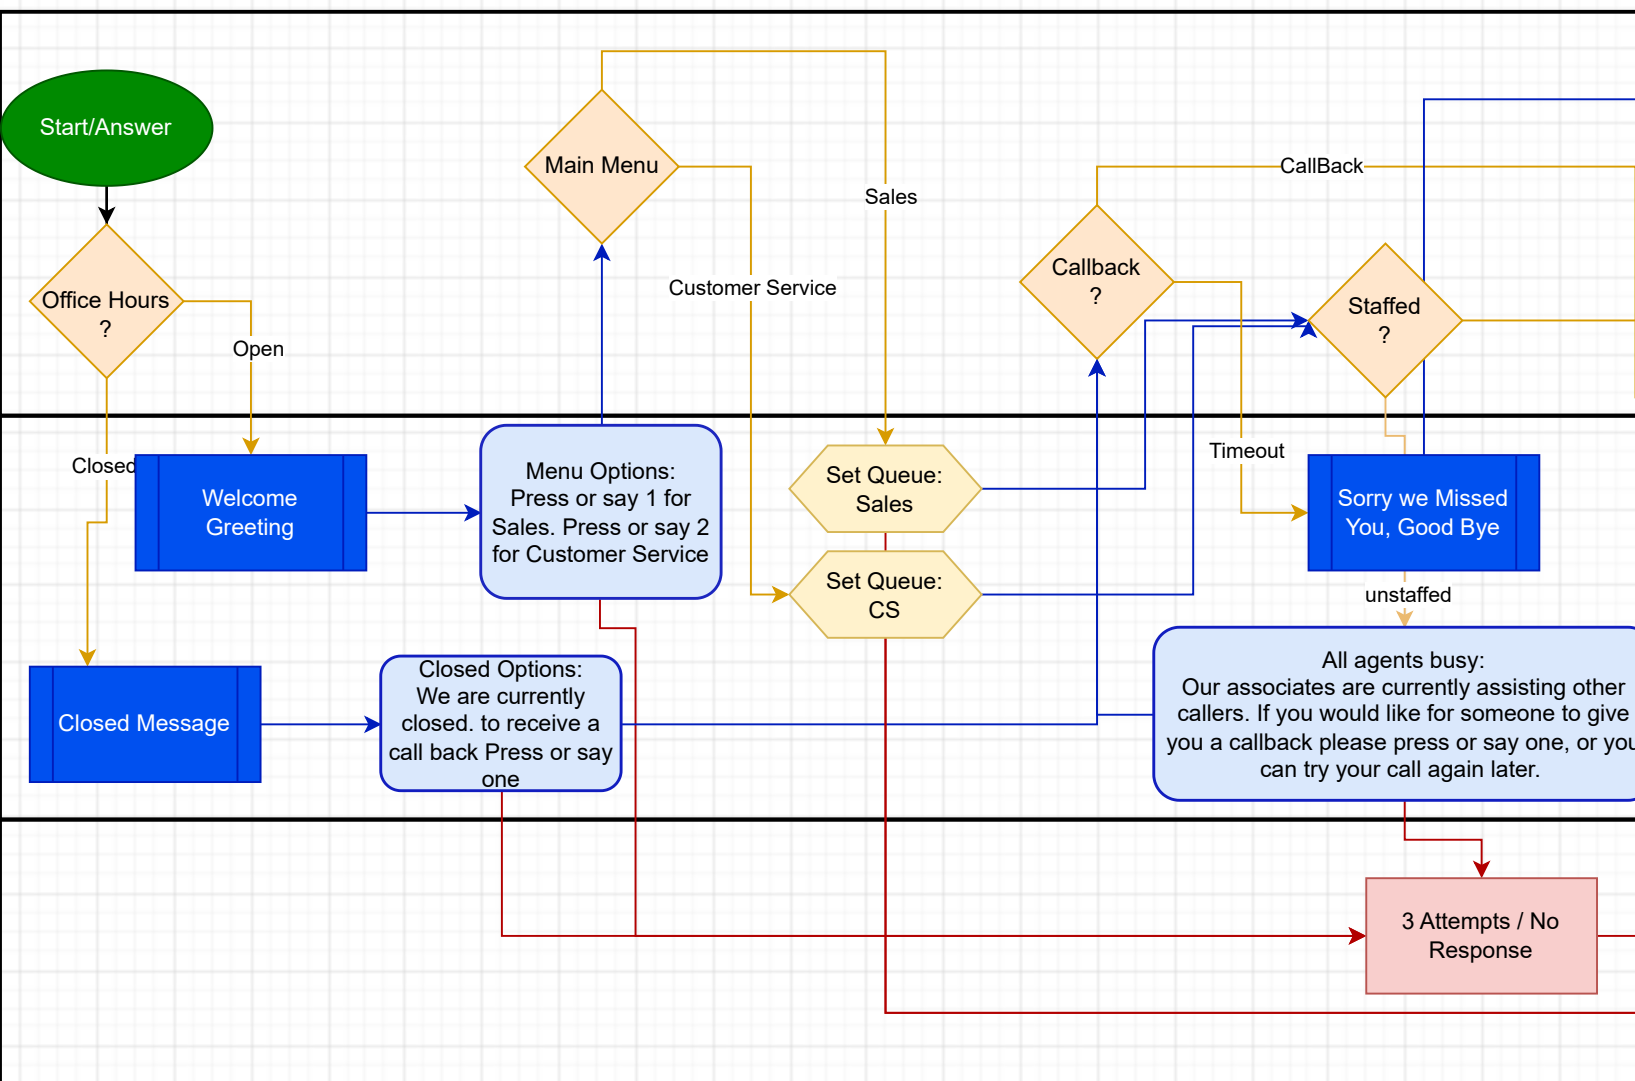 Start/Answer
Main Menu
CallBack
Sales
Callback
?
Customer Service
Office Hours
?
Staffed
?
Open
Closed
Timeout
Welcome
Greeting
Menu Options:
Press or say 1 for
Sales. Press or say 2
for Customer Service
Set Queue:
Sales
Sorry we Missed
You, Good Bye
Set Queue:
CS
unstaffed
Closed Message
Closed Options:
We are currently
closed. to receive a
call back Press or say
one
All agents busy:
Our associates are currently assisting other
callers. If you would like for someone to give
you a callback please press or say one, or you
can try your call again later.
3 Attempts / No
Response